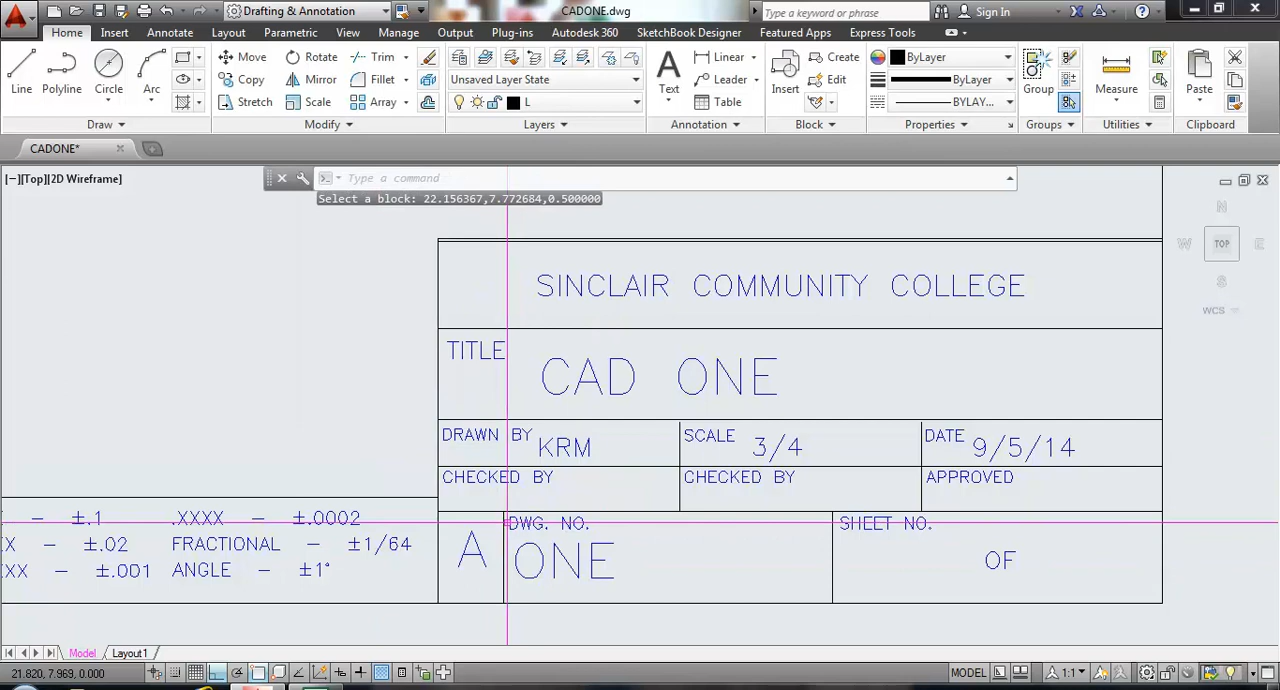 Drafting & Annotation
CADONE.dwg
Type a keyword or phrase
Sign In
Home Insert Annotate Layout Parametric View Manage Output Plug-ins Autodesk 360 SketchBook Designer Featured Apps Express Tools
Line
Polyline
Circle
Arc
Move
Rotate
Trim
Copy
Mirror
Fillet
Stretch
Scale
Array
Unsaved Layer State
L
Text
Linear
Leader
Table
Insert
Create
Edit
ByLayer
ByLayer
BYLAY...
Group
Measure
Paste
Draw
Modify
Layers
Annotation
Block
Properties
Groups
Utilities
Clipboard
CADONE*
[−][Top][2D Wireframe]
Type a command
Select a block: 22.156367,7.772684,0.500000
N
W
TOP
E
S
WCS
SINCLAIR COMMUNITY COLLEGE
TITLE
CAD ONE
DRAWN BY KRM
SCALE 3/4
DATE 9/5/14
CHECKED BY
CHECKED BY
APPROVED
— ±.1 .XXXX — ±.0002
X — ±.02 FRACTIONAL — ±1/64
XX — ±.001 ANGLE — ±1°
A
DWG. NO.
ONE
SHEET NO.
OF
Model Layout1
21.820, 7.969, 0.000
MODEL
1:1